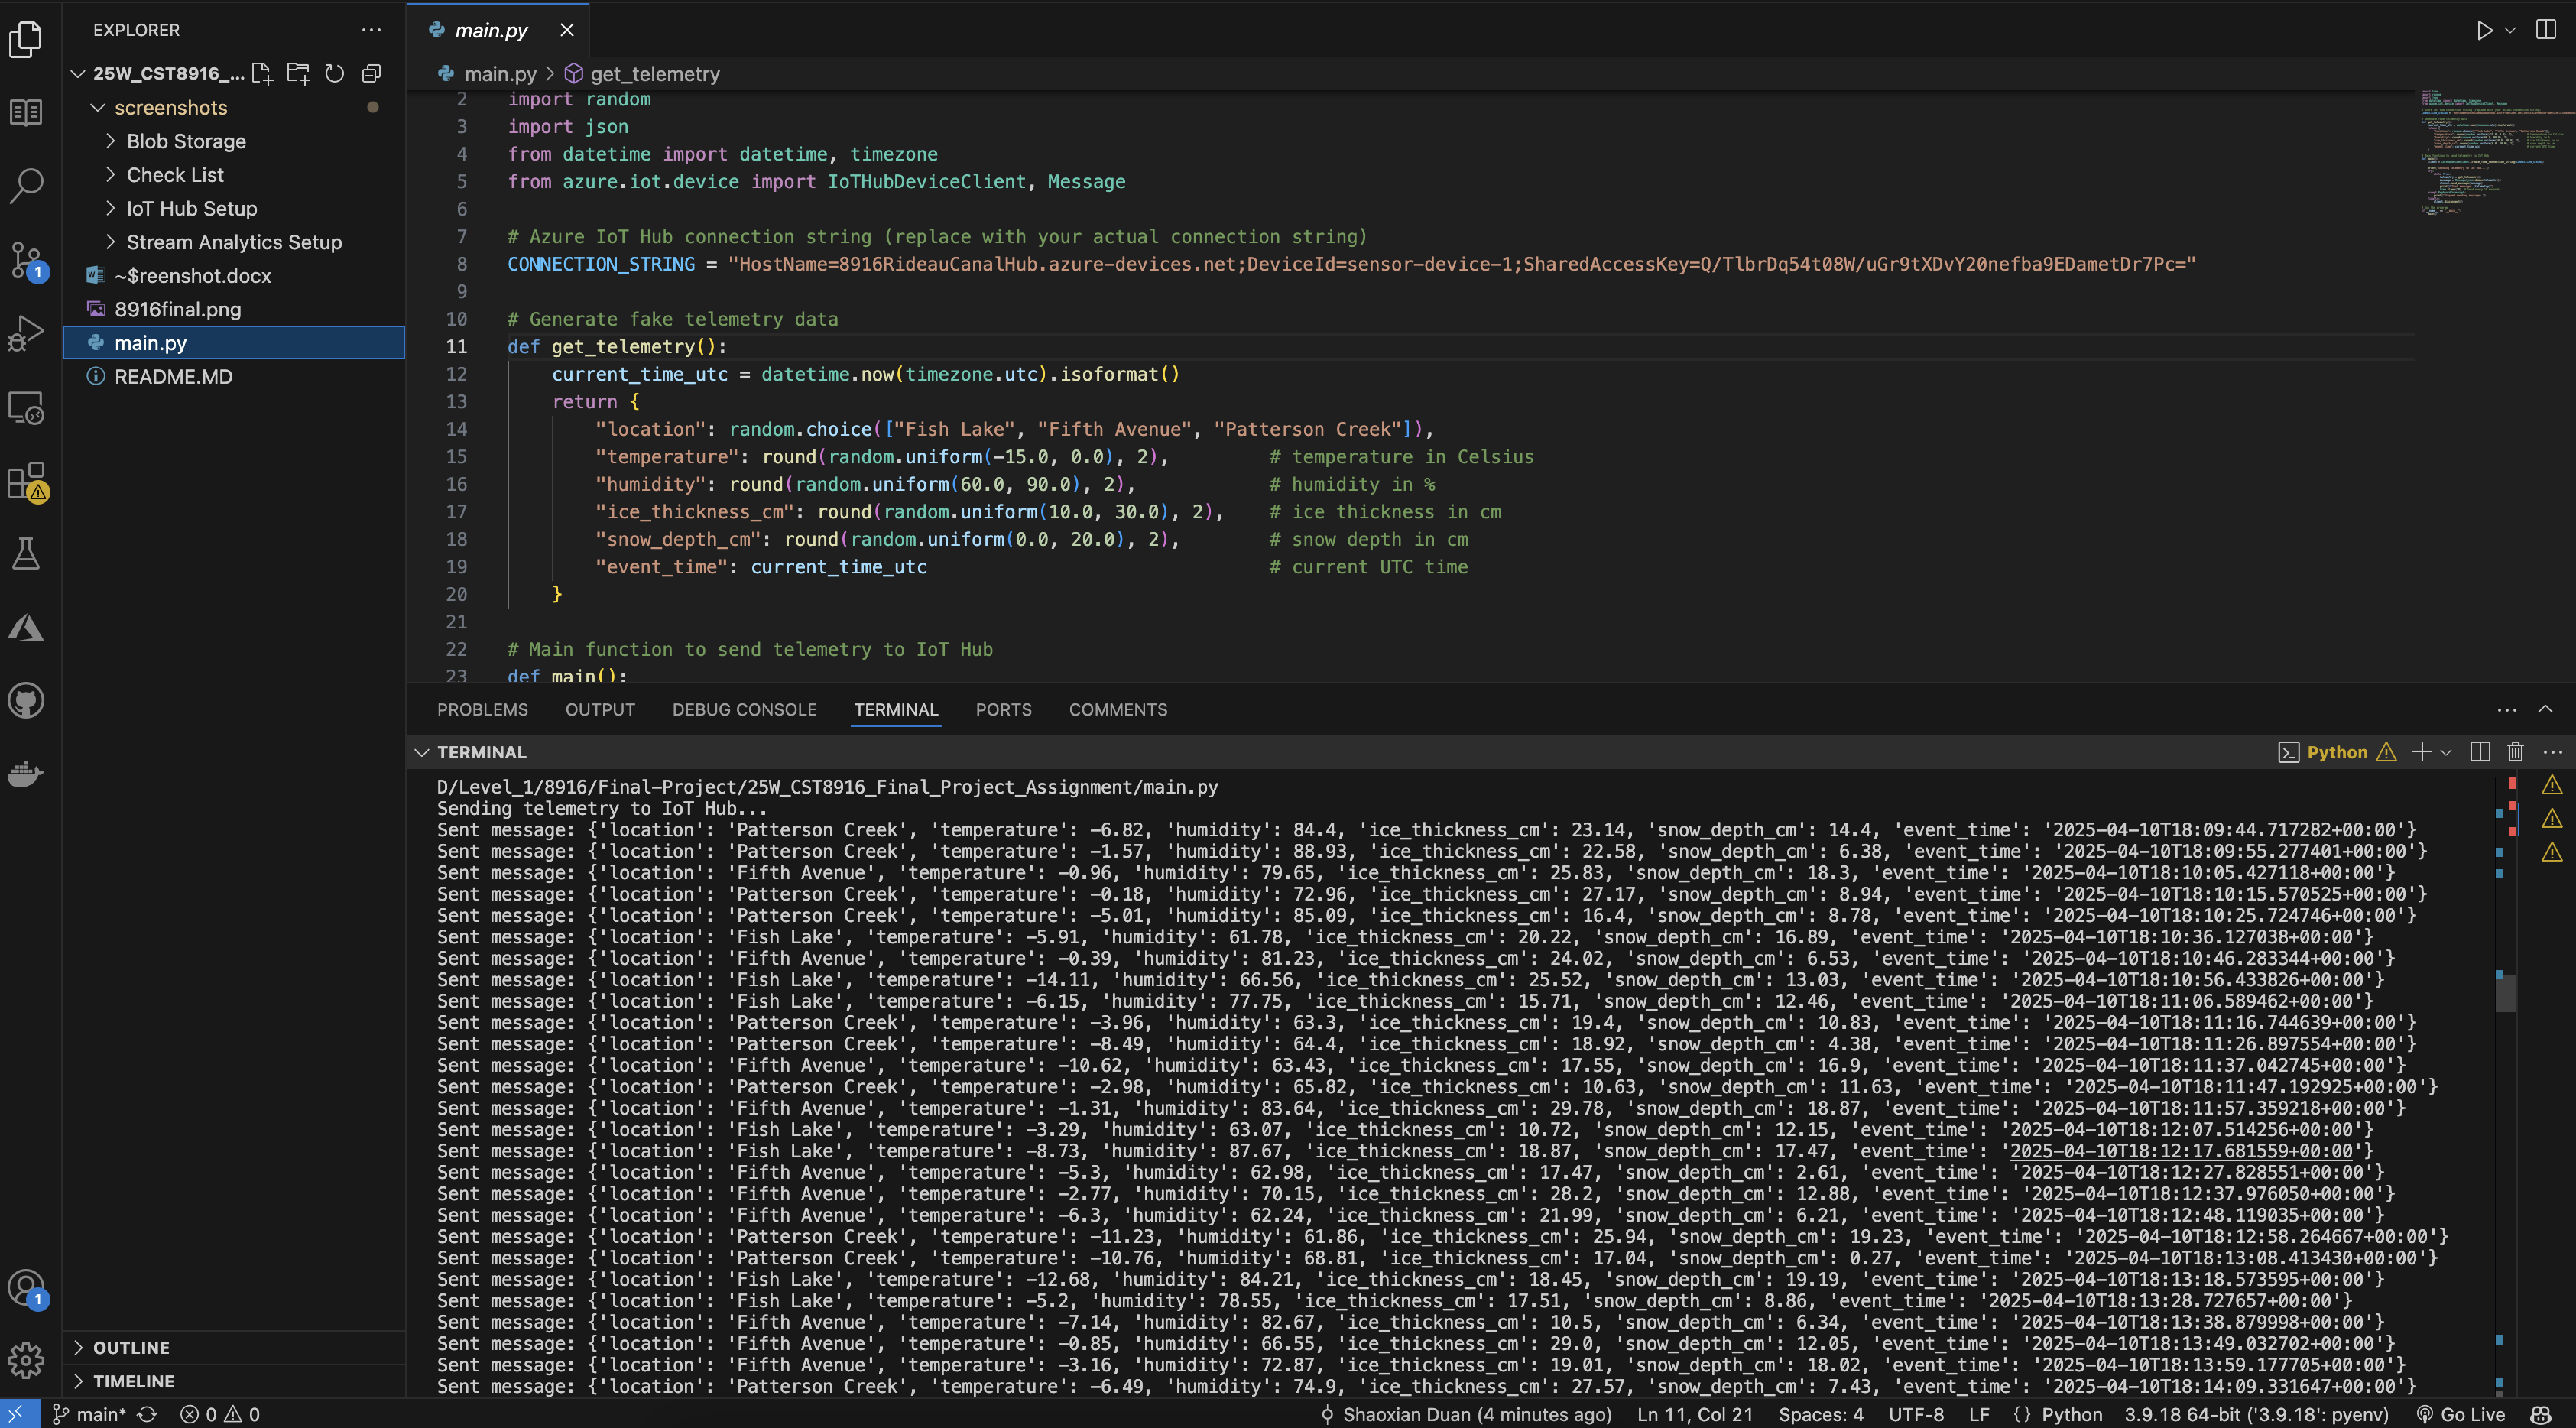 EXPLORER
25W_CST8916_...
screenshots
Blob Storage
Check List
IoT Hub Setup
Stream Analytics Setup
~$reenshot.docx
8916final.png
main.py
README.MD
OUTLINE
TIMELINE
main.py
main.py > get_telemetry
2 import random
3 import json
4 from datetime import datetime, timezone
5 from azure.iot.device import IoTHubDeviceClient, Message
6
7 # Azure IoT Hub connection string (replace with your actual connection string)
8 CONNECTION_STRING = "HostName=8916RideauCanalHub.azure-devices.net;DeviceId=sensor-device-1;SharedAccessKey=Q/TlbrDq54t08W/uGr9tXDvY20nefba9EDametDr7Pc="
9
10 # Generate fake telemetry data
11 def get_telemetry():
12 current_time_utc = datetime.now(timezone.utc).isoformat()
13 return {
14 "location": random.choice(["Fish Lake", "Fifth Avenue", "Patterson Creek"]),
15 "temperature": round(random.uniform(-15.0, 0.0), 2), # temperature in Celsius
16 "humidity": round(random.uniform(60.0, 90.0), 2), # humidity in %
17 "ice_thickness_cm": round(random.uniform(10.0, 30.0), 2), # ice thickness in cm
18 "snow_depth_cm": round(random.uniform(0.0, 20.0), 2), # snow depth in cm
19 "event_time": current_time_utc # current UTC time
20 }
21
22 # Main function to send telemetry to IoT Hub
23 def main():
PROBLEMS OUTPUT DEBUG CONSOLE TERMINAL PORTS COMMENTS
TERMINAL Python
D/Level_1/8916/Final-Project/25W_CST8916_Final_Project_Assignment/main.py
Sending telemetry to IoT Hub...
Sent message: {'location': 'Patterson Creek', 'temperature': -6.82, 'humidity': 84.4, 'ice_thickness_cm': 23.14, 'snow_depth_cm': 14.4, 'event_time': '2025-04-10T18:09:44.717282+00:00'}
Sent message: {'location': 'Patterson Creek', 'temperature': -1.57, 'humidity': 88.93, 'ice_thickness_cm': 22.58, 'snow_depth_cm': 6.38, 'event_time': '2025-04-10T18:09:55.277401+00:00'}
Sent message: {'location': 'Fifth Avenue', 'temperature': -0.96, 'humidity': 79.65, 'ice_thickness_cm': 25.83, 'snow_depth_cm': 18.3, 'event_time': '2025-04-10T18:10:05.427118+00:00'}
Sent message: {'location': 'Patterson Creek', 'temperature': -0.18, 'humidity': 72.96, 'ice_thickness_cm': 27.17, 'snow_depth_cm': 8.94, 'event_time': '2025-04-10T18:10:15.570525+00:00'}
Sent message: {'location': 'Patterson Creek', 'temperature': -5.01, 'humidity': 85.09, 'ice_thickness_cm': 16.4, 'snow_depth_cm': 8.78, 'event_time': '2025-04-10T18:10:25.724746+00:00'}
Sent message: {'location': 'Fish Lake', 'temperature': -5.91, 'humidity': 61.78, 'ice_thickness_cm': 20.22, 'snow_depth_cm': 16.89, 'event_time': '2025-04-10T18:10:36.127038+00:00'}
Sent message: {'location': 'Fifth Avenue', 'temperature': -0.39, 'humidity': 81.23, 'ice_thickness_cm': 24.02, 'snow_depth_cm': 6.53, 'event_time': '2025-04-10T18:10:46.283344+00:00'}
Sent message: {'location': 'Fish Lake', 'temperature': -14.11, 'humidity': 66.56, 'ice_thickness_cm': 25.52, 'snow_depth_cm': 13.03, 'event_time': '2025-04-10T18:10:56.433826+00:00'}
Sent message: {'location': 'Fish Lake', 'temperature': -6.15, 'humidity': 77.75, 'ice_thickness_cm': 15.71, 'snow_depth_cm': 12.46, 'event_time': '2025-04-10T18:11:06.589462+00:00'}
Sent message: {'location': 'Patterson Creek', 'temperature': -3.96, 'humidity': 63.3, 'ice_thickness_cm': 19.4, 'snow_depth_cm': 10.83, 'event_time': '2025-04-10T18:11:16.744639+00:00'}
Sent message: {'location': 'Patterson Creek', 'temperature': -8.49, 'humidity': 64.4, 'ice_thickness_cm': 18.92, 'snow_depth_cm': 4.38, 'event_time': '2025-04-10T18:11:26.897554+00:00'}
Sent message: {'location': 'Fifth Avenue', 'temperature': -10.62, 'humidity': 63.43, 'ice_thickness_cm': 17.55, 'snow_depth_cm': 16.9, 'event_time': '2025-04-10T18:11:37.042745+00:00'}
Sent message: {'location': 'Patterson Creek', 'temperature': -2.98, 'humidity': 65.82, 'ice_thickness_cm': 10.63, 'snow_depth_cm': 11.63, 'event_time': '2025-04-10T18:11:47.192925+00:00'}
Sent message: {'location': 'Fifth Avenue', 'temperature': -1.31, 'humidity': 83.64, 'ice_thickness_cm': 29.78, 'snow_depth_cm': 18.87, 'event_time': '2025-04-10T18:11:57.359218+00:00'}
Sent message: {'location': 'Fish Lake', 'temperature': -3.29, 'humidity': 63.07, 'ice_thickness_cm': 10.72, 'snow_depth_cm': 12.15, 'event_time': '2025-04-10T18:12:07.514256+00:00'}
Sent message: {'location': 'Fish Lake', 'temperature': -8.73, 'humidity': 87.67, 'ice_thickness_cm': 18.87, 'snow_depth_cm': 17.47, 'event_time': '2025-04-10T18:12:17.681559+00:00'}
Sent message: {'location': 'Fifth Avenue', 'temperature': -5.3, 'humidity': 62.98, 'ice_thickness_cm': 17.47, 'snow_depth_cm': 2.61, 'event_time': '2025-04-10T18:12:27.828551+00:00'}
Sent message: {'location': 'Fifth Avenue', 'temperature': -2.77, 'humidity': 70.15, 'ice_thickness_cm': 28.2, 'snow_depth_cm': 12.88, 'event_time': '2025-04-10T18:12:37.976050+00:00'}
Sent message: {'location': 'Fifth Avenue', 'temperature': -6.3, 'humidity': 62.24, 'ice_thickness_cm': 21.99, 'snow_depth_cm': 6.21, 'event_time': '2025-04-10T18:12:48.119035+00:00'}
Sent message: {'location': 'Patterson Creek', 'temperature': -11.23, 'humidity': 61.86, 'ice_thickness_cm': 25.94, 'snow_depth_cm': 19.23, 'event_time': '2025-04-10T18:12:58.264667+00:00'}
Sent message: {'location': 'Patterson Creek', 'temperature': -10.76, 'humidity': 68.81, 'ice_thickness_cm': 17.04, 'snow_depth_cm': 0.27, 'event_time': '2025-04-10T18:13:08.413430+00:00'}
Sent message: {'location': 'Fish Lake', 'temperature': -12.68, 'humidity': 84.21, 'ice_thickness_cm': 18.45, 'snow_depth_cm': 19.19, 'event_time': '2025-04-10T18:13:18.573595+00:00'}
Sent message: {'location': 'Fish Lake', 'temperature': -5.2, 'humidity': 78.55, 'ice_thickness_cm': 17.51, 'snow_depth_cm': 8.86, 'event_time': '2025-04-10T18:13:28.727657+00:00'}
Sent message: {'location': 'Fifth Avenue', 'temperature': -7.14, 'humidity': 82.67, 'ice_thickness_cm': 10.5, 'snow_depth_cm': 6.34, 'event_time': '2025-04-10T18:13:38.879998+00:00'}
Sent message: {'location': 'Fifth Avenue', 'temperature': -0.85, 'humidity': 66.55, 'ice_thickness_cm': 29.0, 'snow_depth_cm': 12.05, 'event_time': '2025-04-10T18:13:49.032702+00:00'}
Sent message: {'location': 'Fifth Avenue', 'temperature': -3.16, 'humidity': 72.87, 'ice_thickness_cm': 19.01, 'snow_depth_cm': 18.02, 'event_time': '2025-04-10T18:13:59.177705+00:00'}
Sent message: {'location': 'Patterson Creek', 'temperature': -6.49, 'humidity': 74.9, 'ice_thickness_cm': 27.57, 'snow_depth_cm': 7.43, 'event_time': '2025-04-10T18:14:09.331647+00:00'}
main* 0 0 Shaoxian Duan (4 minutes ago) Ln 11, Col 21 Spaces: 4 UTF-8 LF {} Python 3.9.18 64-bit ('3.9.18': pyenv) Go Live